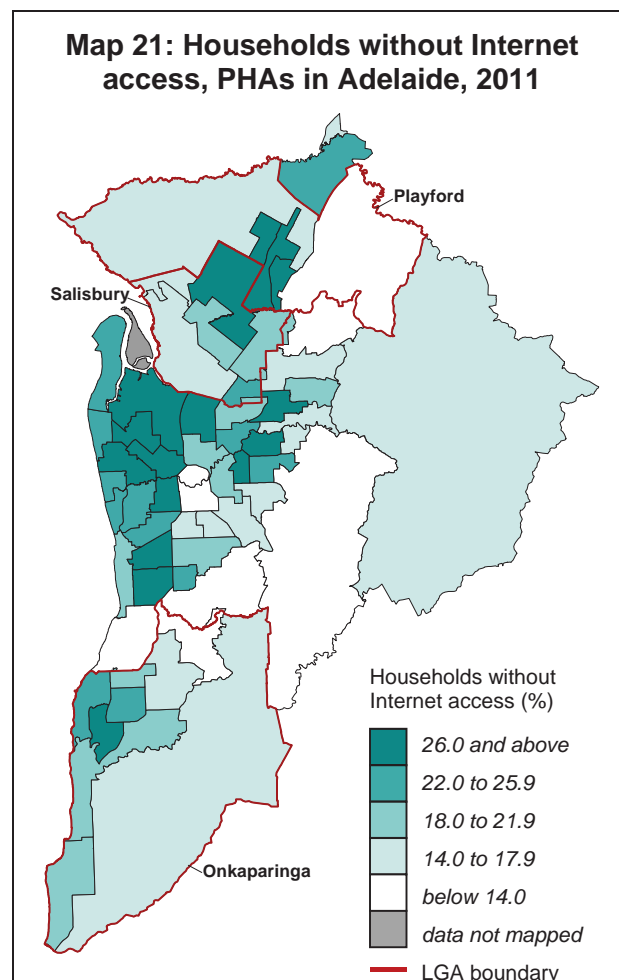 Map 21: Households without Internet
access, PHAs in Adelaide, 2011
Playford
Salisbury
Onkaparinga
Households without
Internet access (%)
26.0 and above
22.0 to 25.9
18.0 to 21.9
14.0 to 17.9
below 14.0
data not mapped
LGA boundary